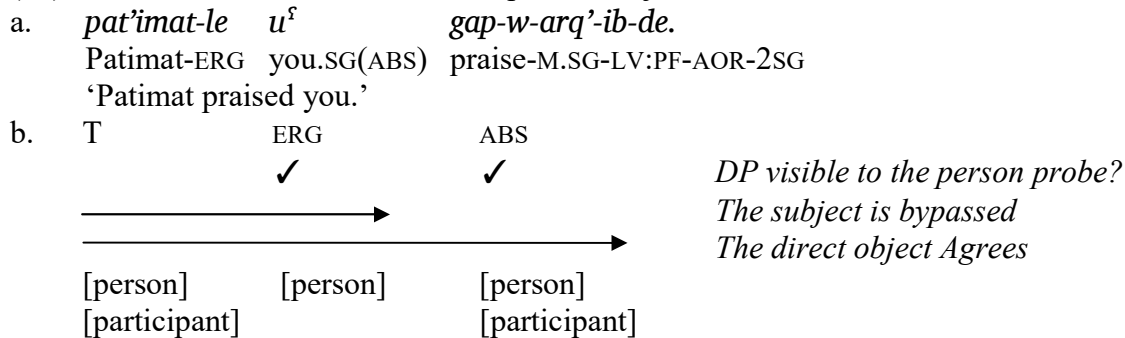 a. pat’imat-le uˤ gap-w-arq’-ib-de.
Patimat-ERG you.SG(ABS) praise-M.SG-LV:PF-AOR-2SG
‘Patimat praised you.’
b. T ERG ABS
✓ ✓ DP visible to the person probe?
The subject is bypassed
The direct object Agrees
[person] [person] [person]
[participant] [participant]